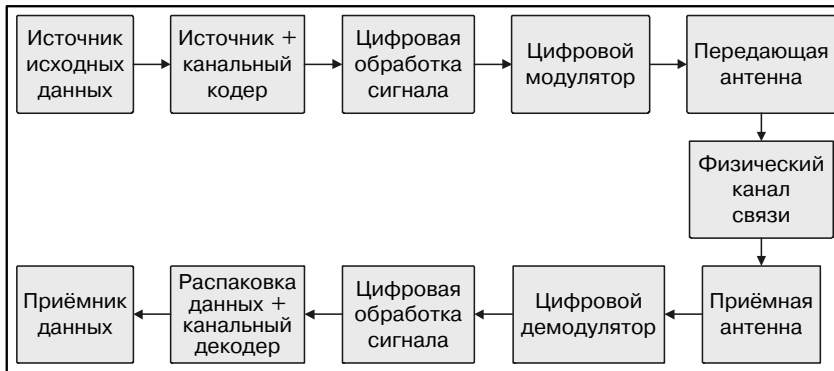 Источник
исходных
данных
Источник +
канальный
кодер
Цифровая
обработка
сигнала
Цифровой
модулятор
Передающая
антенна
Физический
канал
связи
Приёмник
данных
Распаковка
данных +
канальный
декодер
Цифровая
обработка
сигнала
Цифровой
демодулятор
Приёмная
антенна